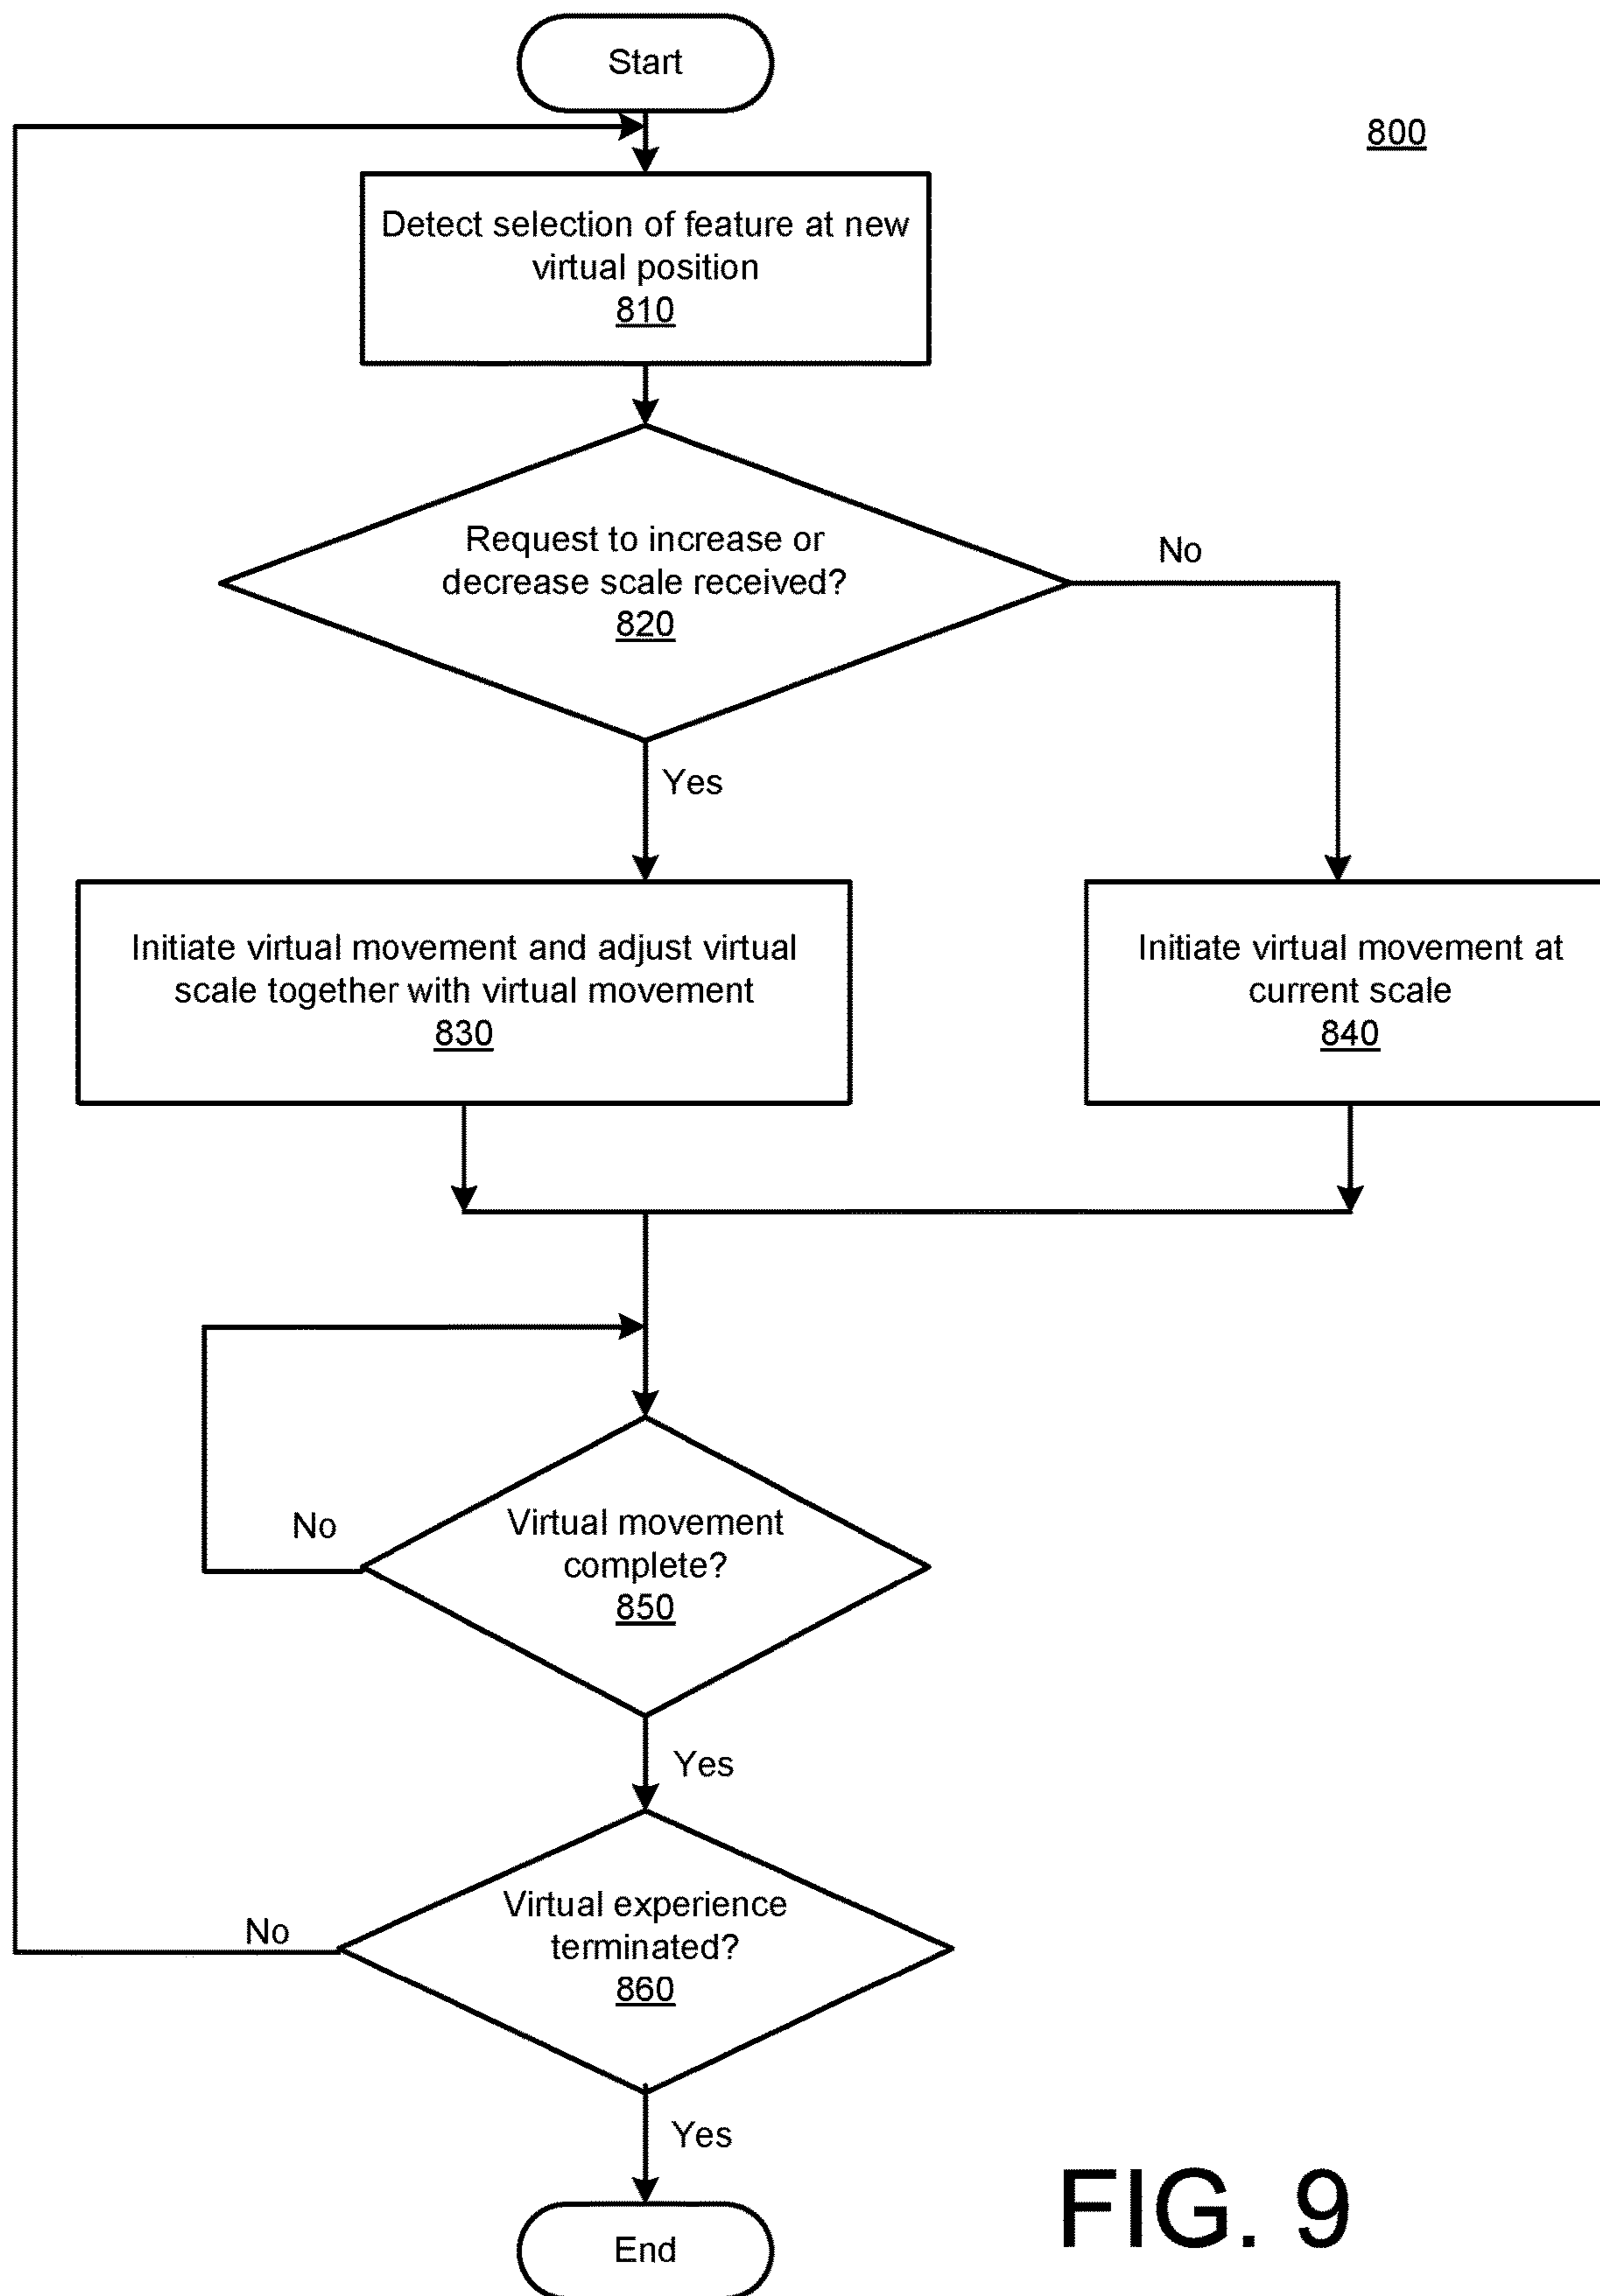 Start
800
Detect selection of feature at new
virtual position
810
Request to increase or
decrease scale received?
820
No
Yes
Initiate virtual movement and adjust virtual
scale together with virtual movement
830
Initiate virtual movement at
current scale
840
Virtual movement
complete?
850
No
Yes
Virtual experience
terminated?
860
No
Yes
End
FIG. 9